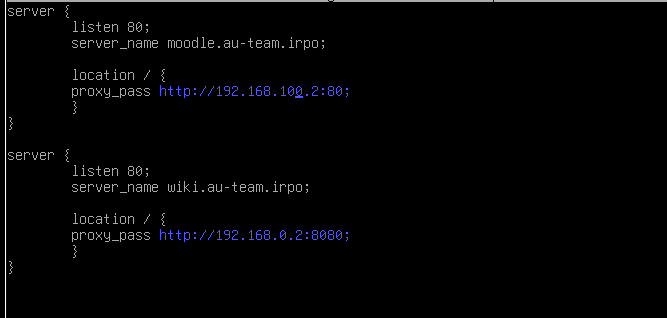 server {
listen 80;
server_name moodle.au-team.irpo;
location / {
proxy_pass http://192.168.100.2:80;
}
}
server {
listen 80;
server_name wiki.au-team.irpo;
location / {
proxy_pass http://192.168.0.2:8080;
}
}